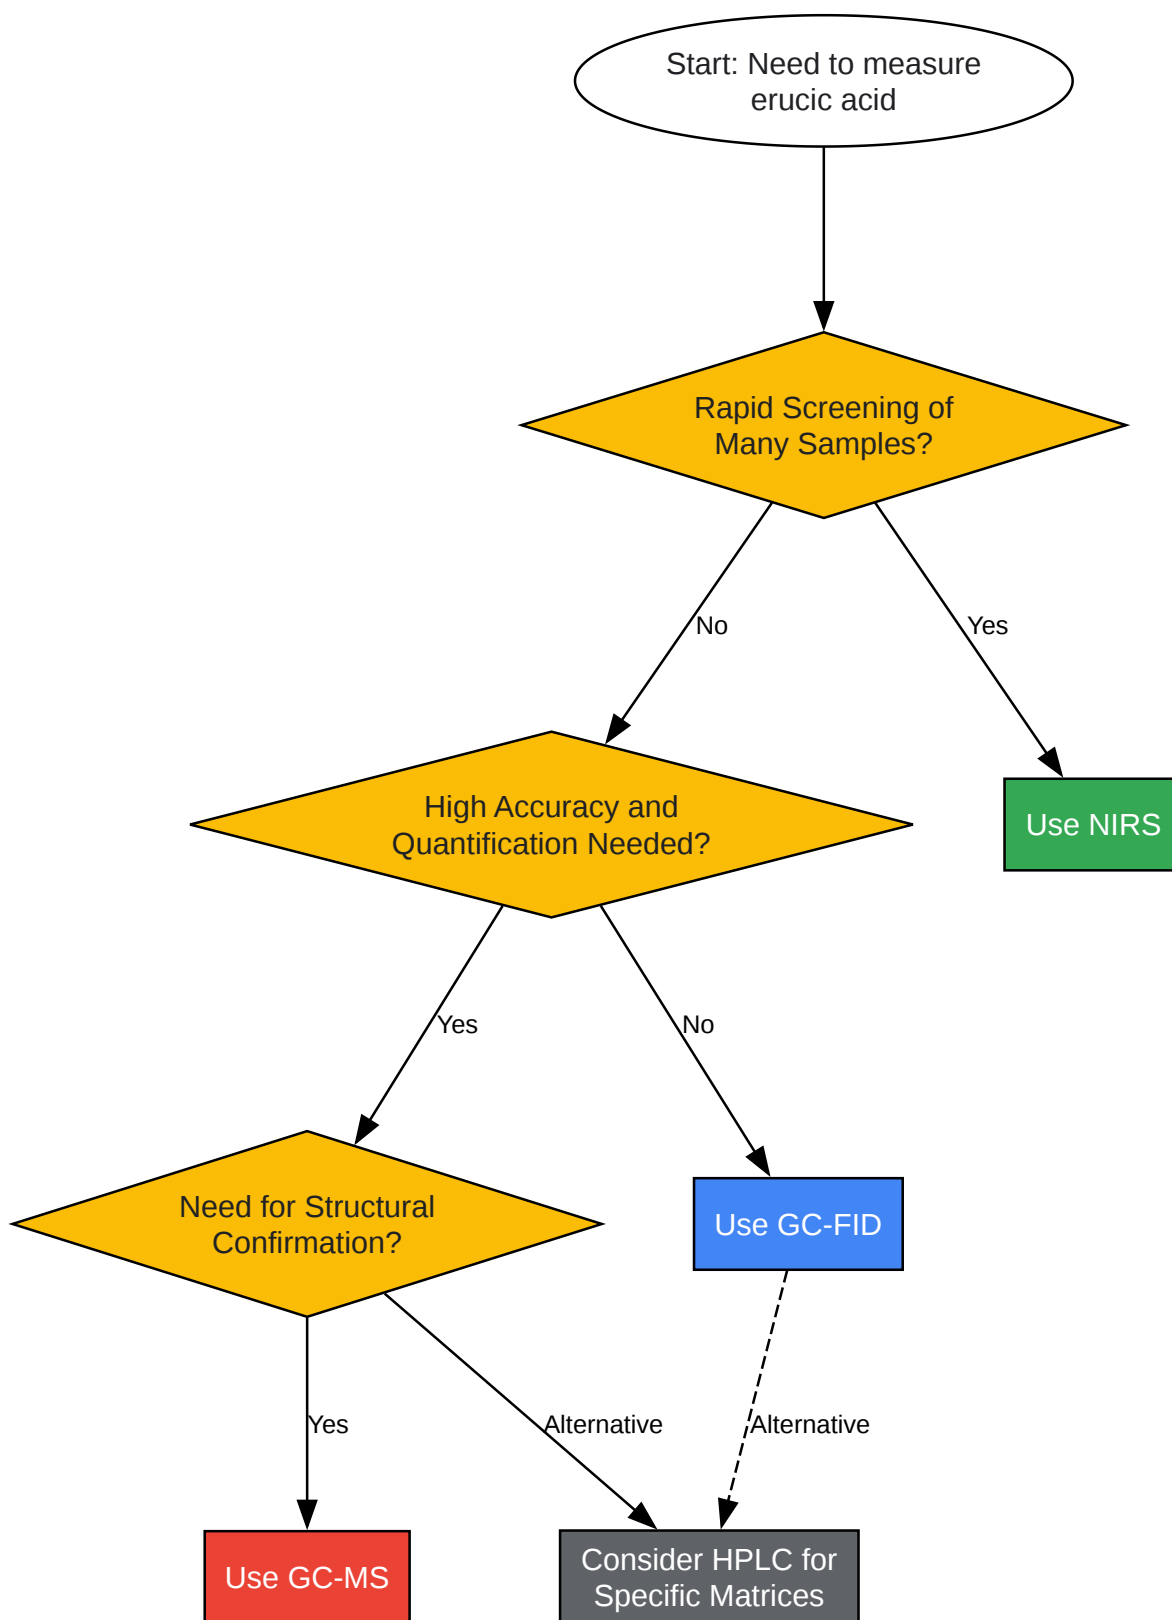 Start: Need to measure
erucic acid
Rapid Screening of
Many Samples?
No
Yes
High Accuracy and
Quantification Needed?
Use NIRS
Yes
No
Need for Structural
Confirmation?
Use GC-FID
Yes
Alternative
Alternative
Use GC-MS
Consider HPLC for
Specific Matrices